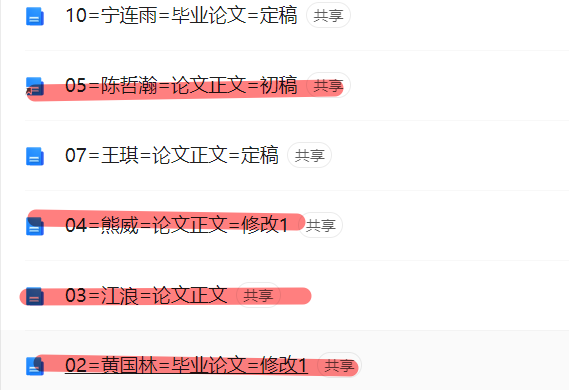 10=宁连雨=毕业论文=定稿 共享
05=陈哲瀚=论文正文=初稿 共享
07=王琪=论文正文=定稿 共享
04=熊威=论文正文=修改1 共享
03=江浪=论文正文 共享
02=黄国林=毕业论文=修改1 共享